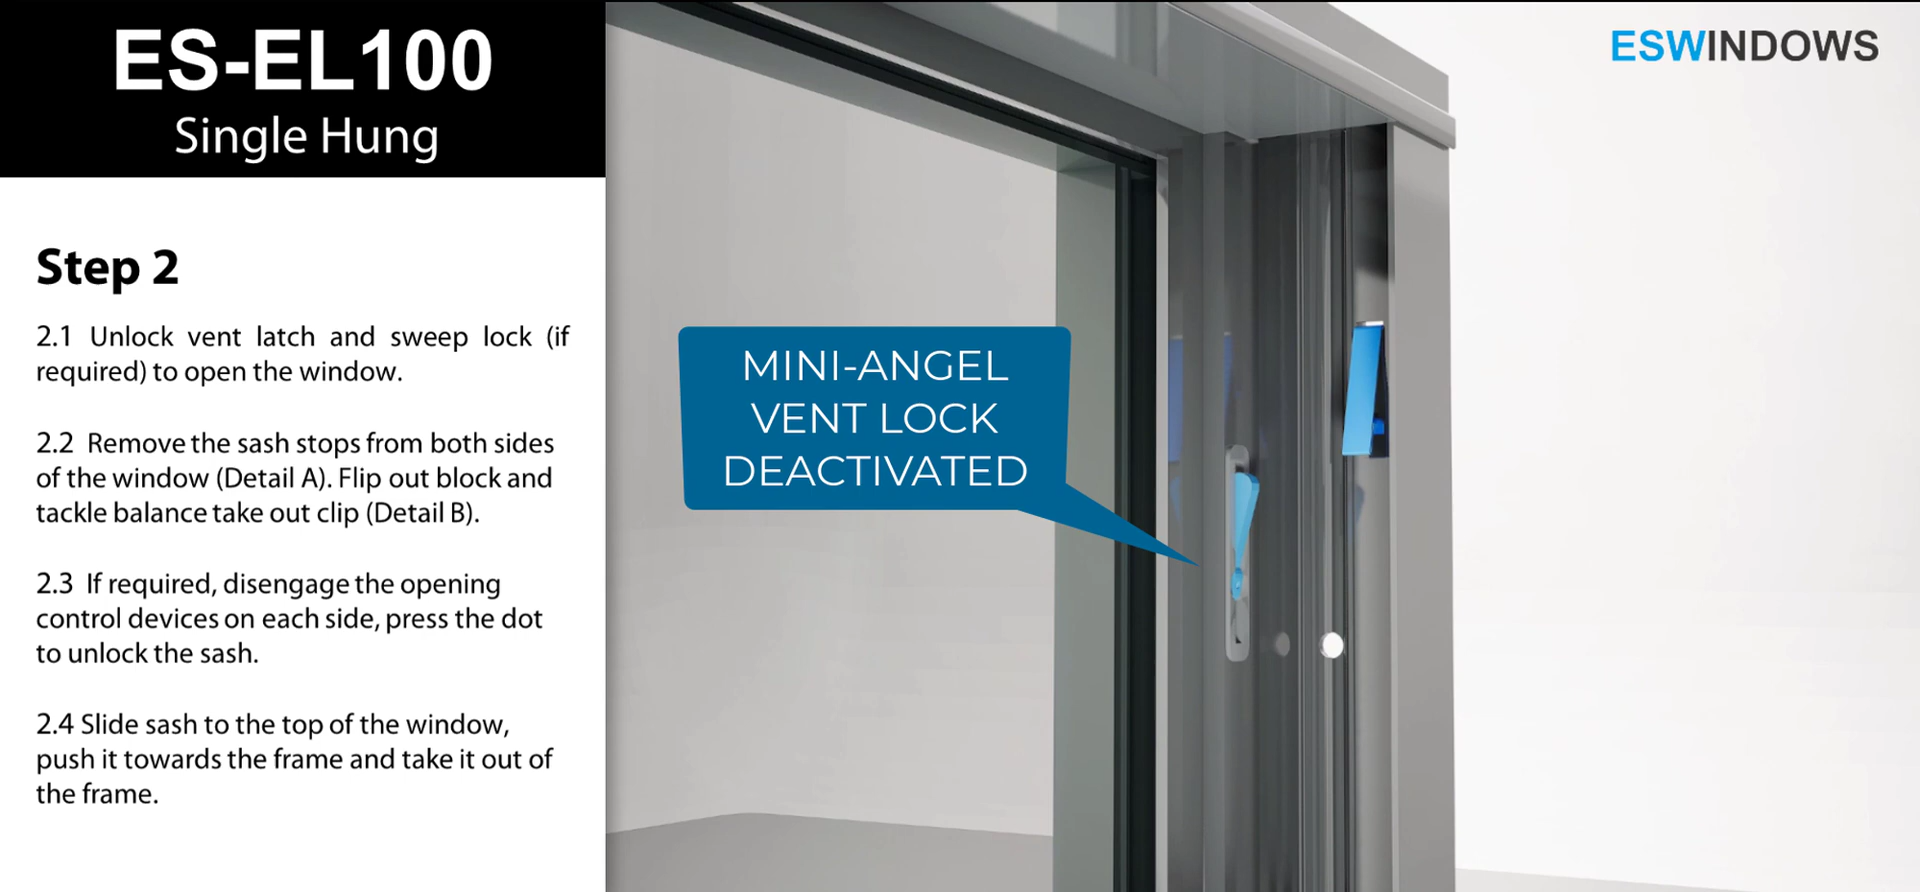 ES-EL100
Single Hung
ESWINDOWS
Step 2
2.1 Unlock vent latch and sweep lock (if
required) to open the window.
2.2 Remove the sash stops from both sides
of the window (Detail A). Flip out block and
tackle balance take out clip (Detail B).
2.3 If required, disengage the opening
control devices on each side, press the dot
to unlock the sash.
2.4 Slide sash to the top of the window,
push it towards the frame and take it out of
the frame.
MINI-ANGEL
VENT LOCK
DEACTIVATED